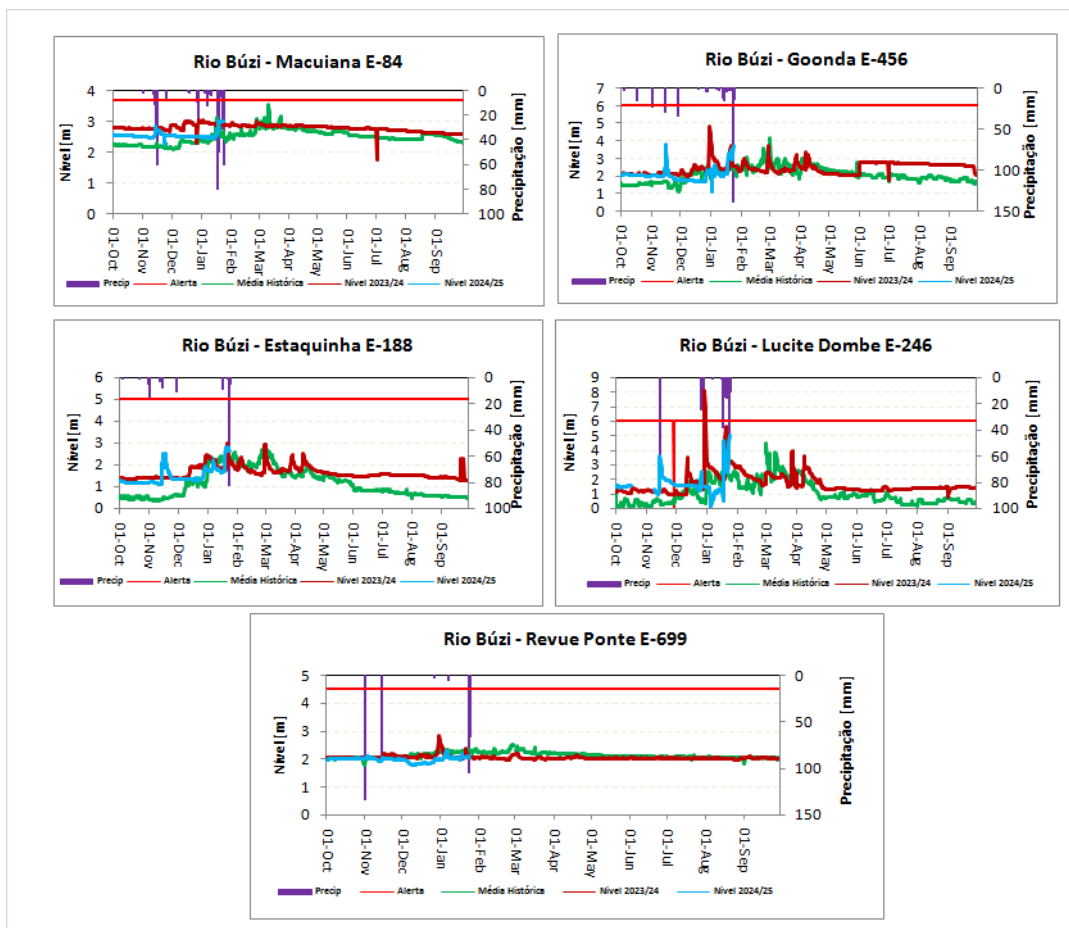 Rio Búzi - Macuiana E-84
Nível [m]
4
3
2
1
0
0
20
40
60
80
100
Precipitação [mm]
01-Oct
01-Nov
01-Dec
01-Jan
01-Feb
01-Mar
01-Apr
01-May
01-Jun
01-Jul
01-Aug
01-Sep
Precip Alerta Média Histórica Nivel 2023/24 Nivel 2024/25
Rio Búzi - Goonda E-456
Nível [m]
7
6
5
4
3
2
1
0
0
50
100
150
Precipitação [mm]
01-Oct
01-Nov
01-Dec
01-Jan
01-Feb
01-Mar
01-Apr
01-May
01-Jun
01-Jul
01-Aug
01-Sep
Precip Alerta Média Histórica Nivel 2023/24 Nivel 2024/25
Rio Búzi - Estaquinha E-188
Nível [m]
6
5
4
3
2
1
0
0
20
40
60
80
100
Precipitação [mm]
01-Oct
01-Nov
01-Dec
01-Jan
01-Feb
01-Mar
01-Apr
01-May
01-Jun
01-Jul
01-Aug
01-Sep
Precip Alerta Média Histórica Nivel 2023/24 Nivel 2024/25
Rio Búzi - Lucite Dombe E-246
Nível [m]
9
8
7
6
5
4
3
2
1
0
0
20
40
60
80
100
Precipitação [mm]
01-Oct
01-Nov
01-Dec
01-Jan
01-Feb
01-Mar
01-Apr
01-May
01-Jun
01-Jul
01-Aug
01-Sep
Precip Alerta Média Histórica Nivel 2023/24 Nivel 2024/25
Rio Búzi - Revue Ponte E-699
Nível [m]
5
4
3
2
1
0
0
50
100
150
Precipitação [mm]
01-Oct
01-Nov
01-Dec
01-Jan
01-Feb
01-Mar
01-Apr
01-May
01-Jun
01-Jul
01-Aug
01-Sep
Precip Alerta Média Histórica Nivel 2023/24 Nivel 2024/25